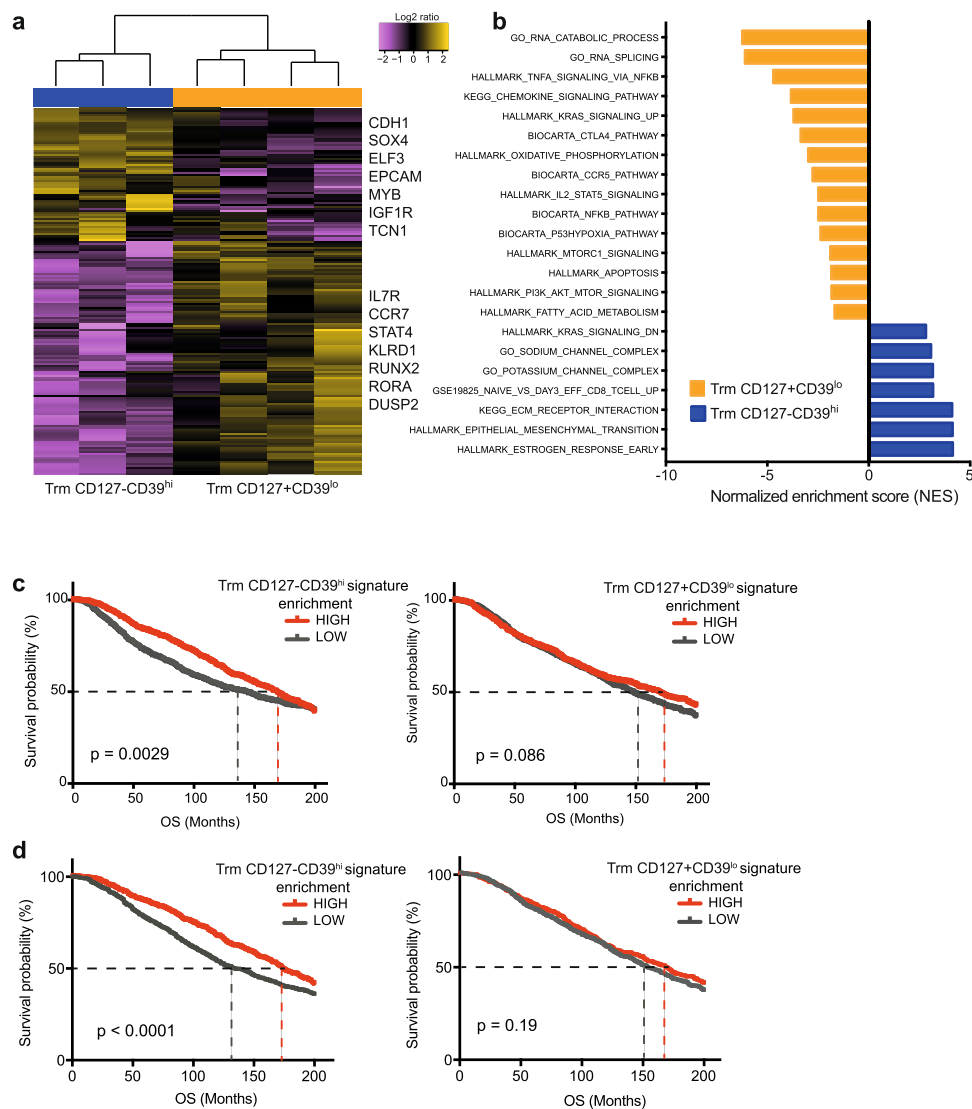 a
Log2 ratio
−2 −1 0 1 2
CDH1
SOX4
ELF3
EPCAM
MYB
IGF1R
TCN1
IL7R
CCR7
STAT4
KLRD1
RUNX2
RORA
DUSP2
Trm CD127-CD39hi
Trm CD127+CD39lo
b
GO_RNA_CATABOLIC_PROCESS
GO_RNA_SPLICING
HALLMARK_TNFA_SIGNALING_VIA_NFKB
KEGG_CHEMOKINE_SIGNALING_PATHWAY
HALLMARK_KRAS_SIGNALING_UP
BIOCARTA_CTLA4_PATHWAY
HALLMARK_OXIDATIVE_PHOSPHORYLATION
BIOCARTA_CCR5_PATHWAY
HALLMARK_IL2_STAT5_SIGNALING
BIOCARTA_NFKB_PATHWAY
BIOCARTA_P53HYPOXIA_PATHWAY
HALLMARK_MTORC1_SIGNALING
HALLMARK_APOPTOSIS
HALLMARK_PI3K_AKT_MTOR_SIGNALING
HALLMARK_FATTY_ACID_METABOLISM
HALLMARK_KRAS_SIGNALING_DN
GO_SODIUM_CHANNEL_COMPLEX
GO_POTASSIUM_CHANNEL_COMPLEX
GSE19825_NAIVE_VS_DAY3_EFF_CD8_TCELL_UP
KEGG_ECM_RECEPTOR_INTERACTION
HALLMARK_EPITHELIAL_MESENCHYMAL_TRANSITION
HALLMARK_ESTROGEN_RESPONSE_EARLY
Trm CD127+CD39lo
Trm CD127-CD39hi
-10 -5 0 5
Normalized enrichment score (NES)
c
Trm CD127-CD39hi signature
enrichment
HIGH
LOW
Survival probability (%)
100
50
0
p = 0.0029
0 50 100 150 200
OS (Months)
Trm CD127+CD39lo signature
enrichment
HIGH
LOW
Survival probability (%)
100
50
0
p = 0.086
0 50 100 150 200
OS (Months)
d
Trm CD127-CD39hi signature
enrichment
HIGH
LOW
Survival probability (%)
100
50
0
p < 0.0001
0 50 100 150 200
OS (Months)
Trm CD127+CD39lo signature
enrichment
HIGH
LOW
Survival probability (%)
100
50
0
p = 0.19
0 50 100 150 200
OS (Months)